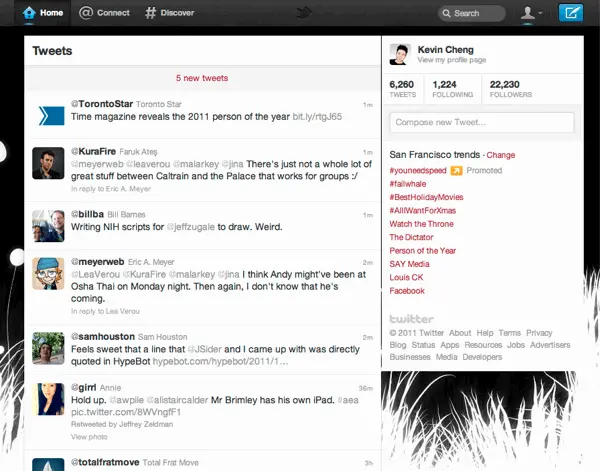 Home
@ Connect
# Discover
Search
Tweets
5 new tweets
@TorontoStar Toronto Star 1m
Time magazine reveals the 2011 person of the year bit.ly/rtgJ65
@KuraFire Faruk Ateş 1m
@meyerweb @leaverou @malarkey @jina There's just not a whole lot of
great stuff between Caltrain and the Palace that works for groups :/
In reply to Eric A. Meyer
@billba Bill Barnes 1m
Writing NIH scripts for @jeffzugale to draw. Weird.
@meyerweb Eric A. Meyer 2m
@LeaVerou @KuraFire @malarkey @jina I think Andy might've been at
Osha Thai on Monday night. Then again, I don't know that he's
coming.
In reply to Lea Verou
@samhouston Sam Houston 2m
Feels sweet that a line that @JSider and I came up with was directly
quoted in HypeBot hypebot.com/hypebot/2011/1…
@girrl Annie 36m
Hold up. @awpile @alistaircalder Mr Brimley has his own iPad. #aea
pic.twitter.com/8WVngfF1
Retweeted by Jeffrey Zeldman
View photo
@totalfratmove Total Frat Move 3h
Kevin Cheng
View my profile page
6,260 1,224 22,230
TWEETS FOLLOWING FOLLOWERS
Compose new Tweet...
San Francisco trends · Change
#youneedspeed Promoted
#failwhale
#BestHolidayMovies
#AllIWantForXmas
Watch the Throne
The Dictator
Person of the Year
SAY Media
Louis CK
Facebook
twitter
© 2011 Twitter About Help Terms Privacy
Blog Status Apps Resources Jobs Advertisers
Businesses Media Developers